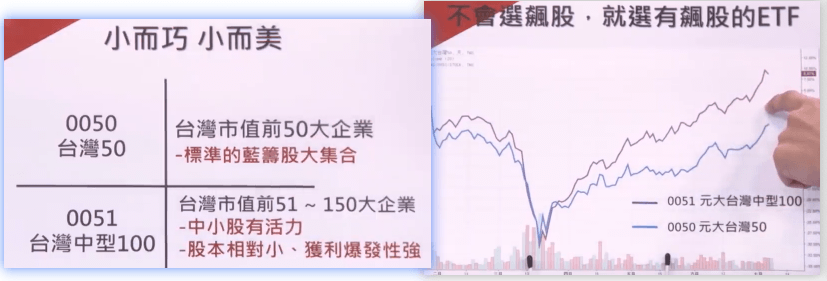 小而巧 小而美
0050
台灣50
台灣市值前50大企業
-標準的藍籌股大集合
0051
台灣中型100
台灣市值前51 ~ 150大企業
-中小股有活力
-股本相對小、獲利爆發性強
不會選飆股，就選有飆股的ETF
0051 元大台灣中型100
0050 元大台灣50